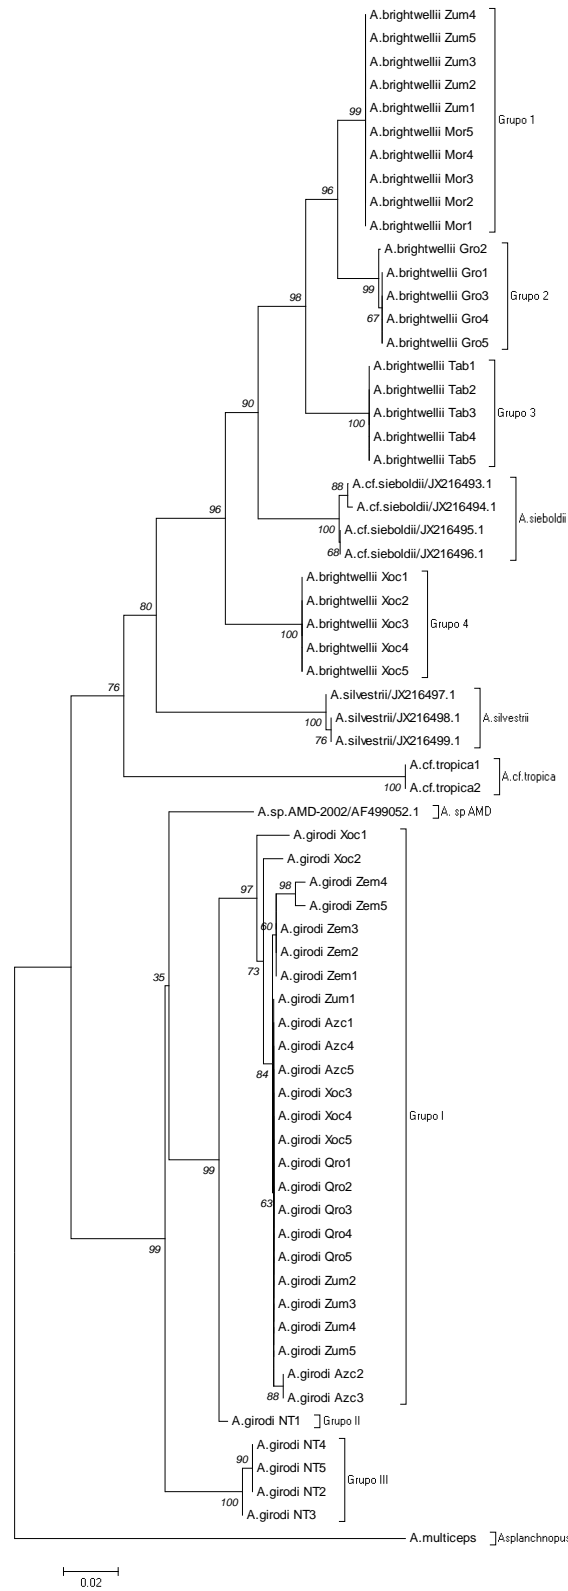 A.brightwellii Zum4
A.brightwellii Zum5
A.brightwellii Zum3
A.brightwellii Zum2
A.brightwellii Zum1
99
Grupo 1
A.brightwellii Mor5
A.brightwellii Mor4
A.brightwellii Mor3
96
A.brightwellii Mor2
A.brightwellii Mor1
A.brightwellii Gro2
A.brightwellii Gro1
99
A.brightwellii Gro3
Grupo 2
98
A.brightwellii Gro4
67
A.brightwellii Gro5
A.brightwellii Tab1
A.brightwellii Tab2
90
A.brightwellii Tab3
Grupo 3
100
A.brightwellii Tab4
A.brightwellii Tab5
88
A.cf.sieboldii/JX216493.1
A.cf.sieboldii/JX216494.1
96
A.sieboldii
100
A.cf.sieboldii/JX216495.1
68
A.cf.sieboldii/JX216496.1
A.brightwellii Xoc1
A.brightwellii Xoc2
80
A.brightwellii Xoc3
Grupo 4
100
A.brightwellii Xoc4
A.brightwellii Xoc5
76
A.silvestrii/JX216497.1
100
A.silvestrii/JX216498.1
A.silvestrii
76
A.silvestrii/JX216499.1
A.cf.tropica1
A.cf.tropica
100
A.cf.tropica2
A.sp.AMD-2002/AF499052.1
A. sp AMD
A.girodi Xoc1
A.girodi Xoc2
97
98
A.girodi Zem4
A.girodi Zem5
60
A.girodi Zem3
A.girodi Zem2
73
35
A.girodi Zem1
A.girodi Zum1
A.girodi Azc1
A.girodi Azc4
84
A.girodi Azc5
A.girodi Xoc3
A.girodi Xoc4
Grupo I
A.girodi Xoc5
A.girodi Qro1
99
A.girodi Qro2
63
A.girodi Qro3
A.girodi Qro4
99
A.girodi Qro5
A.girodi Zum2
A.girodi Zum3
A.girodi Zum4
A.girodi Zum5
A.girodi Azc2
88
A.girodi Azc3
A.girodi NT1
Grupo II
A.girodi NT4
90
A.girodi NT5
Grupo III
A.girodi NT2
100
A.girodi NT3
A.multiceps
Asplanchnopus
0.02